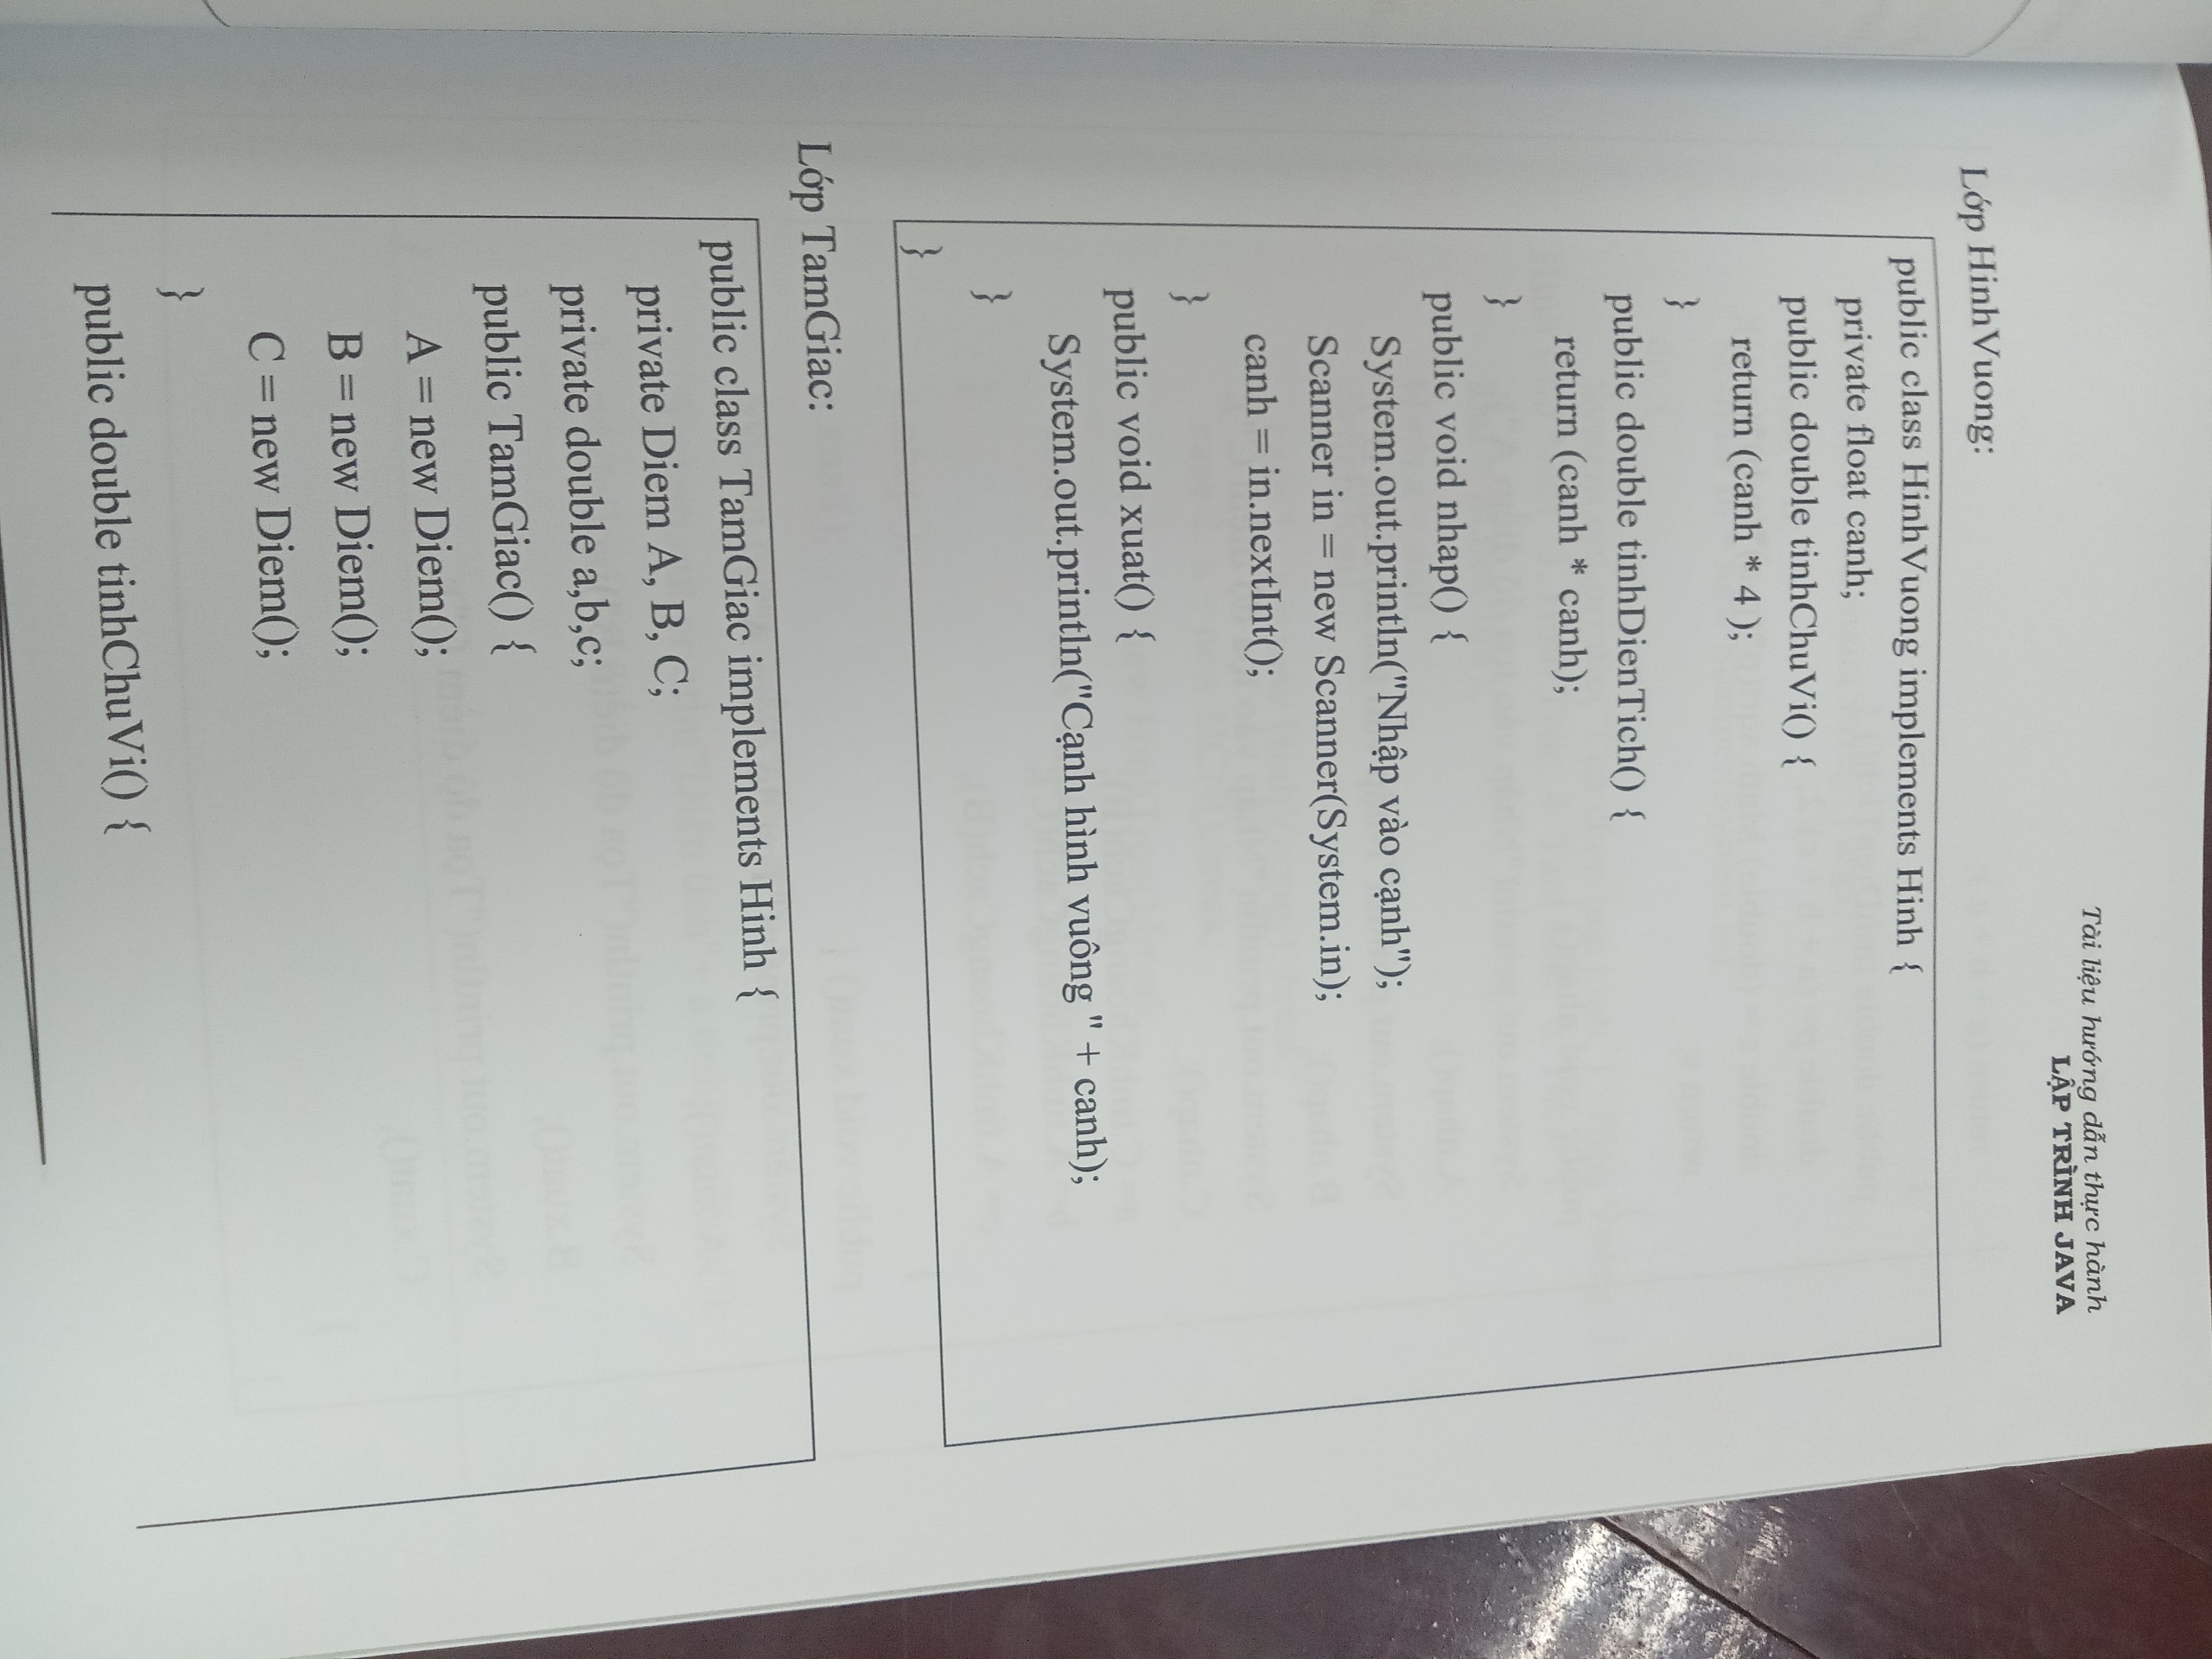 Tài liệu hướng dẫn thực hành
LẬP TRÌNH JAVA
Lớp HinhVuong:
public class HinhVuong implements Hinh {
private float canh;
public double tinhChuVi() {
return (canh * 4 );
}
public double tinhDienTich() {
return (canh * canh);
}
public void nhap() {
System.out.println("Nhập vào cạnh");
Scanner in = new Scanner(System.in);
canh = in.nextInt();
}
public void xuat() {
System.out.println("Cạnh hình vuông " + canh);
}
}
Lớp TamGiac:
public class TamGiac implements Hinh {
private Diem A, B, C;
private double a,b,c;
public TamGiac() {
A = new Diem();
B = new Diem();
C = new Diem();
}
public double tinhChuVi() {